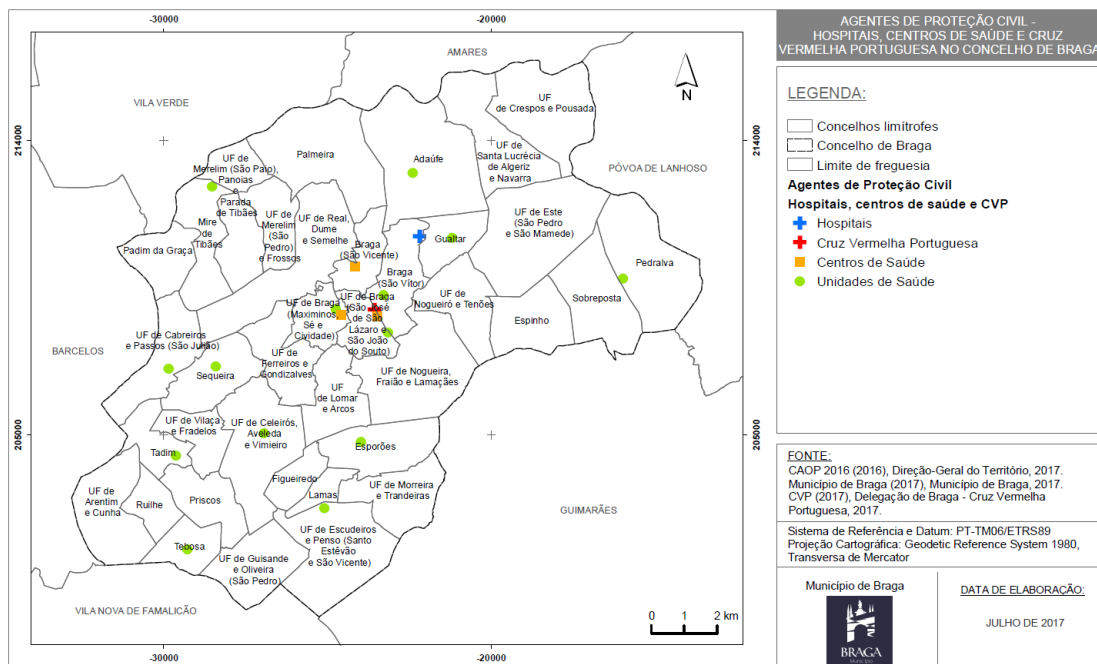 -30000
-20000
AMARES
VILA VERDE
N
UF
de Crespos e Pousada
214000
214000
Palmeira
UF de
Merelim (São Paio),
Panoias
e
Parada
de Tibães
Adaúfe
UF de
Santa Lucrécia
de Algeriz
e Navarra
PÓVOA DE LANHOSO
Mire
de
Tibães
UF de
Merelim
(São
Pedro)
e Frossos
UF de Real,
Dume
e Semelhe
UF de Este
(São Pedro
e São Mamede)
Padim da Graça
Braga
(São Vicente)
Gualtar
Pedralva
Braga
(São Vítor)
Sobreposta
UF de Braga
(Maximinos,
Sé e
Cividade)
UF de Braga
(São José
de São
Lázaro e
São João
do Souto)
UF de
Nogueiró e Tenões
Espinho
UF de Cabreiros
e Passos (São Julião)
BARCELOS
Sequeira
UF de
Ferreiros e
Gondizalves
UF de Nogueira,
Fraião e Lamaçães
UF
de Lomar
e Arcos
UF de Vilaça
e Fradelos
UF de Celeirós,
Aveleda
e Vimieiro
205000
205000
Esporões
Tadim
Figueiredo
UF de
Arentim
e Cunha
Ruilhe
Priscos
Lamas
UF de Morreira
e Trandeiras
GUIMARÃES
UF de Escudeiros
e Penso (Santo
Estêvão
e São Vicente)
Tebosa
UF de Guisande
e Oliveira
(São Pedro)
VILA NOVA DE FAMALICÃO
0 1 2 km
-30000
-20000
AGENTES DE PROTEÇÃO CIVIL -
HOSPITAIS, CENTROS DE SAÚDE E CRUZ
VERMELHA PORTUGUESA NO CONCELHO DE BRAGA
LEGENDA:
Concelhos limítrofes
Concelho de Braga
Limite de freguesia
Agentes de Proteção Civil
Hospitais, centros de saúde e CVP
Hospitais
Cruz Vermelha Portuguesa
Centros de Saúde
Unidades de Saúde
FONTE:
CAOP 2016 (2016), Direção-Geral do Território, 2017.
Município de Braga (2017), Município de Braga, 2017.
CVP (2017), Delegação de Braga - Cruz Vermelha
Portuguesa, 2017.
Sistema de Referência e Datum: PT-TM06/ETRS89
Projeção Cartográfica: Geodetic Reference System 1980,
Transversa de Mercator
Município de Braga
BRAGA
Município
DATA DE ELABORAÇÃO:
JULHO DE 2017